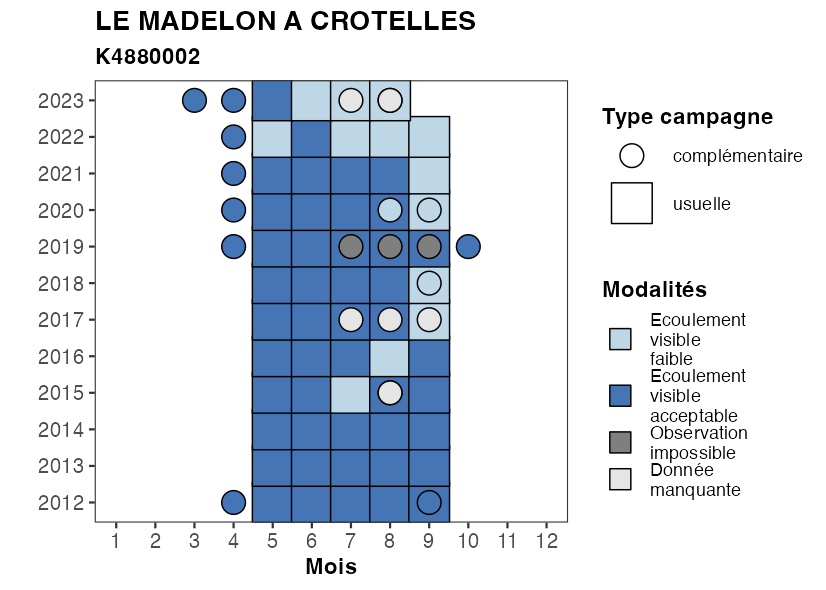 LE MADELON A CROTELLES
K4880002
2023
2022
2021
2020
2019
2018
2017
2016
2015
2014
2013
2012
1 2 3 4 5 6 7 8 9 10 11 12
Mois
Type campagne
complémentaire
usuelle
Modalités
Ecoulement
visible
faible
Ecoulement
visible
acceptable
Observation
impossible
Donnée
manquante